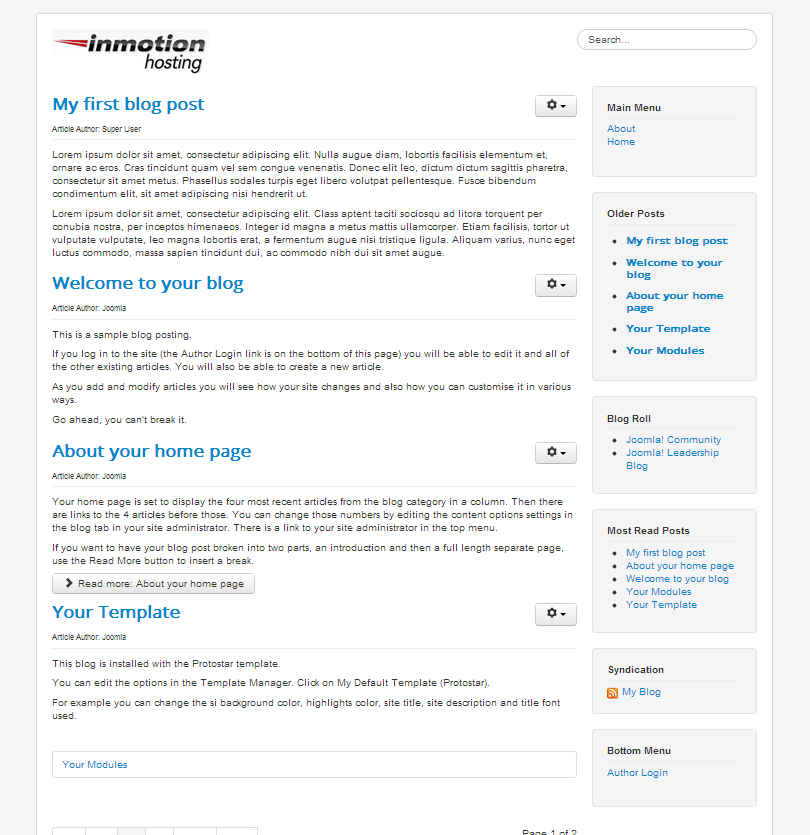 inmotion
hosting
Search...
My first blog post
Article Author: Super User
Lorem ipsum dolor sit amet, consectetur adipiscing elit. Nulla augue diam, lobortis facilisis elementum et,
ornare ac eros. Cras tincidunt quam vel sem congue venenatis. Donec elit leo, dictum dictum sagittis pharetra,
consectetur sit amet metus. Phasellus sodales turpis eget libero volutpat pellentesque. Fusce bibendum
condimentum elit, sit amet adipiscing nisi hendrerit ut.
Lorem ipsum dolor sit amet, consectetur adipiscing elit. Class aptent taciti sociosqu ad litora torquent per
conubia nostra, per inceptos himenaeos. Integer id magna a metus mattis ullamcorper. Etiam facilisis, tortor ut
vulputate vulputate, leo magna lobortis erat, a fermentum augue nisi tristique ligula. Aliquam varius, nunc eget
luctus commodo, massa sapien tincidunt dui, ac commodo nibh dui sit amet augue.
Welcome to your blog
Article Author: Joomla
This is a sample blog posting.
If you log in to the site (the Author Login link is on the bottom of this page) you will be able to edit it and all of
the other existing articles. You will also be able to create a new article.
As you add and modify articles you will see how your site changes and also how you can customise it in various
ways.
Go ahead, you can't break it.
About your home page
Article Author: Joomla
Your home page is set to display the four most recent articles from the blog category in a column. Then there
are links to the 4 articles before those. You can change those numbers by editing the content options settings in
the blog tab in your site administrator. There is a link to your site administrator in the top menu.
If you want to have your blog post broken into two parts, an introduction and then a full length separate page,
use the Read More button to insert a break.
Read more: About your home page
Your Template
Article Author: Joomla
This blog is installed with the Protostar template.
You can edit the options in the Template Manager. Click on My Default Template (Protostar).
For example you can change the si background color, highlights color, site title, site description and title font
used.
Your Modules
Page 1 of 2
Main Menu
About
Home
Older Posts
My first blog post
Welcome to your
blog
About your home
page
Your Template
Your Modules
Blog Roll
Joomla! Community
Joomla! Leadership
Blog
Most Read Posts
My first blog post
About your home page
Welcome to your blog
Your Modules
Your Template
Syndication
My Blog
Bottom Menu
Author Login